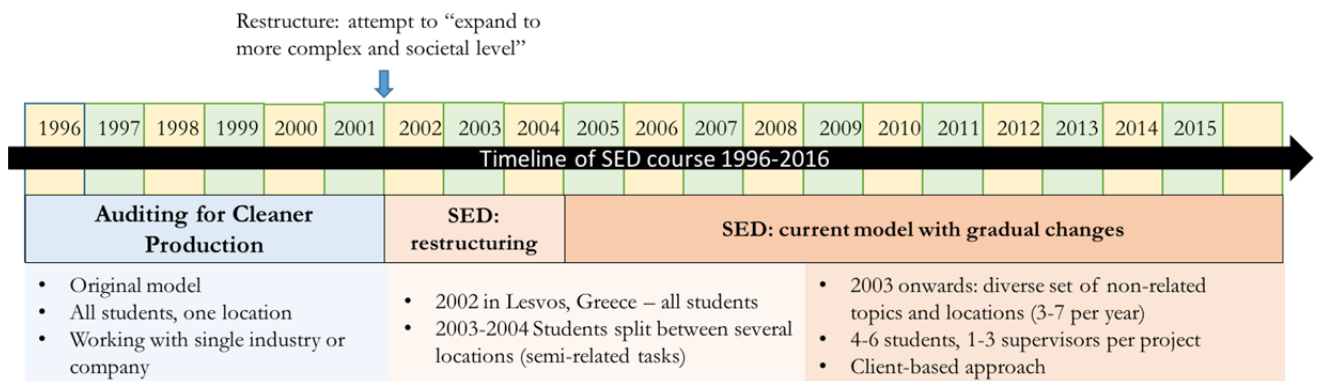 Restructure: attempt to “expand to
more complex and societal level”
1996 1997 1998 1999 2000 2001 2002 2003 2004 2005 2006 2007 2008 2009 2010 2011 2012 2013 2014 2015
Timeline of SED course 1996-2016
Auditing for Cleaner
Production
SED:
restructuring
SED: current model with gradual changes
• Original model
• All students, one location
• Working with single industry or
company
• 2002 in Lesvos, Greece – all students
• 2003-2004 Students split between several
locations (semi-related tasks)
• 2003 onwards: diverse set of non-related
topics and locations (3-7 per year)
• 4-6 students, 1-3 supervisors per project
• Client-based approach